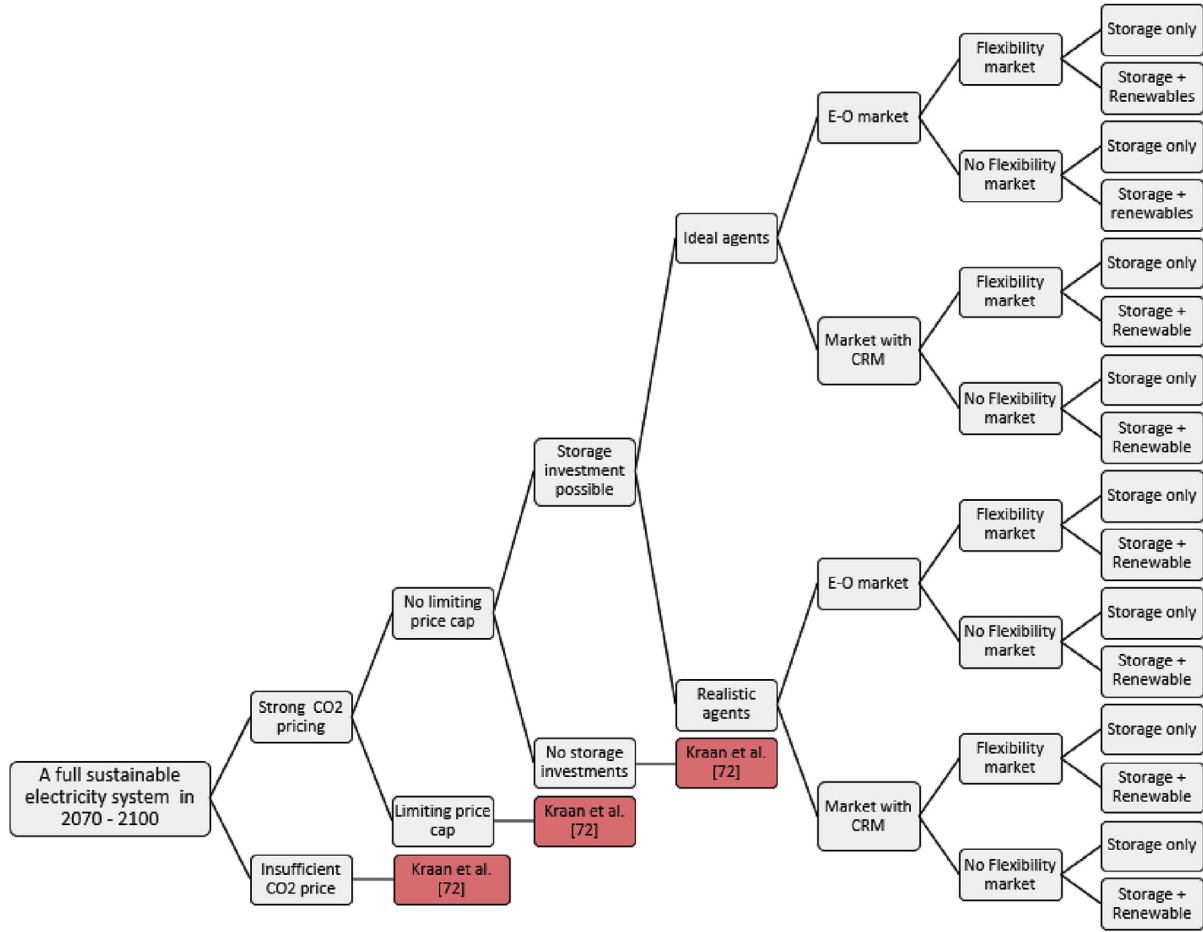 A full sustainable
electricity system in
2070 - 2100
Strong CO2
pricing
Insufficient
CO2 price
No limiting
price cap
Limiting price
cap
Kraan et al.
[72]
Storage
investment
possible
No storage
investments
Kraan et al.
[72]
Ideal agents
Realistic
agents
Kraan et al.
[72]
E-O market
Market with
CRM
E-O market
Market with
CRM
Flexibility
market
No Flexibility
market
Flexibility
market
No Flexibility
market
Flexibility
market
No Flexibility
market
Flexibility
market
No Flexibility
market
Storage only
Storage +
Renewables
Storage only
Storage +
renewables
Storage only
Storage +
Renewable
Storage only
Storage +
Renewable
Storage only
Storage +
Renewable
Storage only
Storage +
Renewable
Storage only
Storage +
Renewable
Storage only
Storage +
Renewable